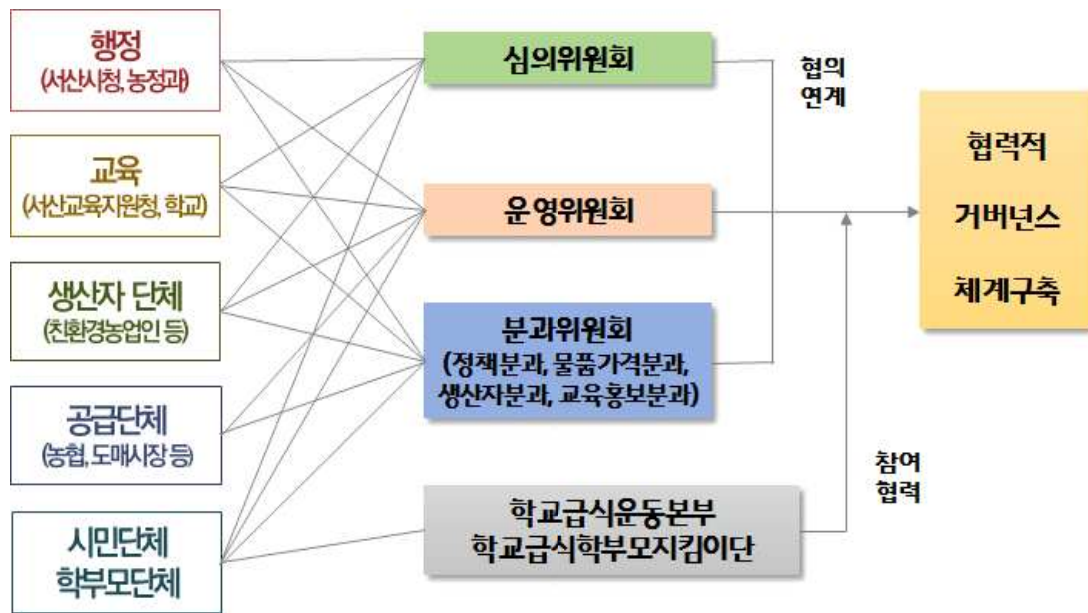 행정
(서산시청, 농정과)
교육
(서산교육지원청, 학교)
생산자 단체
(친환경농업인 등)
공급단체
(농협, 도매시장 등)
시민단체
학부모단체
심의위원회
운영위원회
분과위원회
(정책분과, 물품가격분과,
생산자분과, 교육홍보분과)
학교급식운동본부
학교급식학부모지킴이단
협의
연계
참여
협력
협력적
거버넌스
체계구축